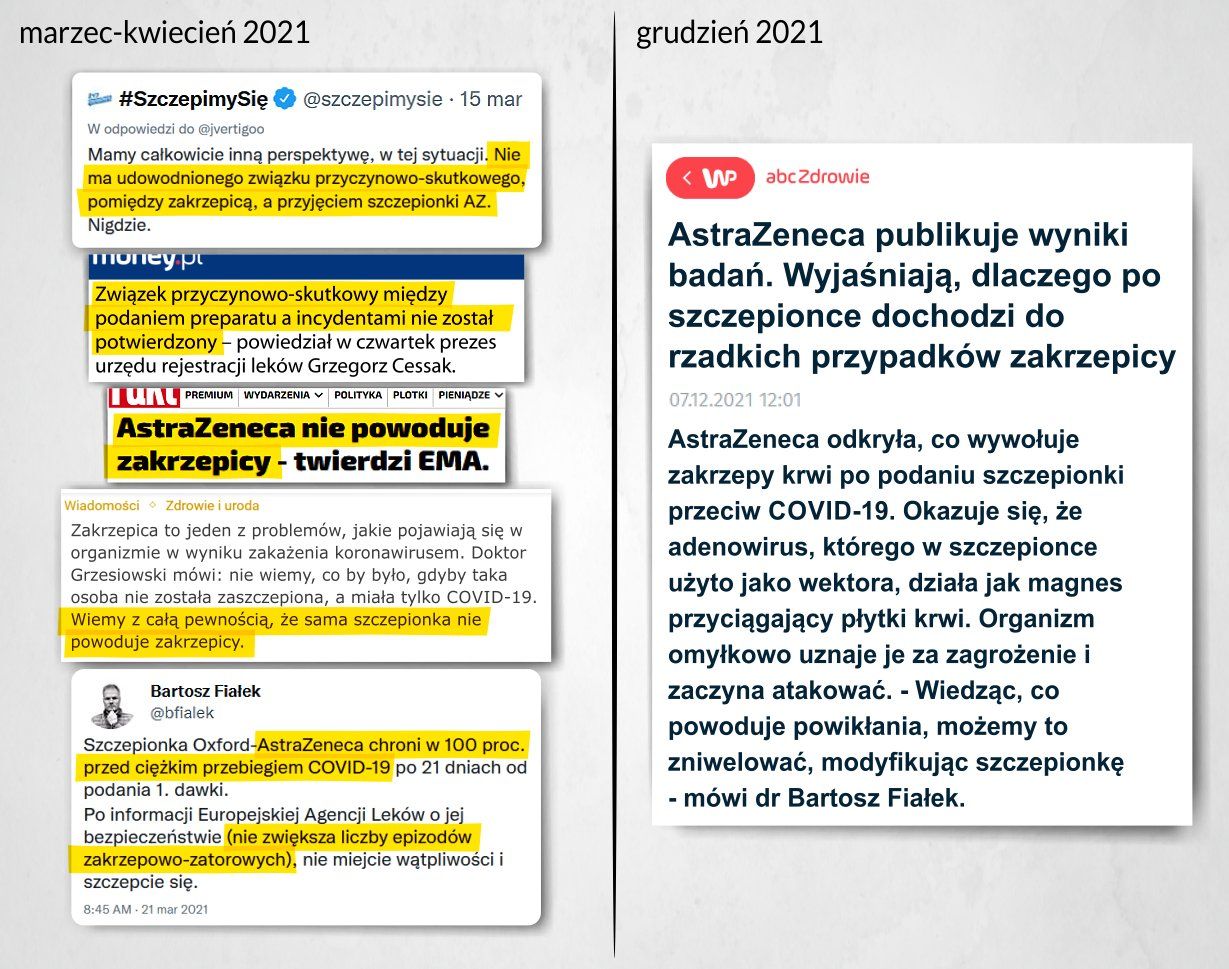 marzec-kwiecień 2021
#SzczepimySię @szczepimysie · 15 mar
W odpowiedzi do @jvertigoo
Mamy całkowicie inną perspektywę, w tej sytuacji. Nie
ma udowodnionego związku przyczynowo-skutkowego,
pomiędzy zakrzepicą, a przyjęciem szczepionki AZ.
Nigdzie.
money.pl
Związek przyczynowo-skutkowy między
podaniem preparatu a incydentami nie został
potwierdzony – powiedział w czwartek prezes
urzędu rejestracji leków Grzegorz Cessak.
Fakt PREMIUM WYDARZENIA POLITYKA PLOTKI PIENIĄDZE
AstraZeneca nie powoduje
zakrzepicy - twierdzi EMA.
Wiadomości Zdrowie i uroda
Zakrzepica to jeden z problemów, jakie pojawiają się w
organizmie w wyniku zakażenia koronawirusem. Doktor
Grzesiowski mówi: nie wiemy, co by było, gdyby taka
osoba nie została zaszczepiona, a miała tylko COVID-19.
Wiemy z całą pewnością, że sama szczepionka nie
powoduje zakrzepicy.
Bartosz Fiałek
@bfialek
Szczepionka Oxford-AstraZeneca chroni w 100 proc.
przed ciężkim przebiegiem COVID-19 po 21 dniach od
podania 1. dawki.
Po informacji Europejskiej Agencji Leków o jej
bezpieczeństwie (nie zwiększa liczby epizodów
zakrzepowo-zatorowych), nie miejcie wątpliwości i
szczepcie się.
8:45 AM · 21 mar 2021
grudzień 2021
< WP abcZdrowie
AstraZeneca publikuje wyniki
badań. Wyjaśniają, dlaczego po
szczepionce dochodzi do
rzadkich przypadków zakrzepicy
07.12.2021 12:01
AstraZeneca odkryła, co wywołuje
zakrzepy krwi po podaniu szczepionki
przeciw COVID-19. Okazuje się, że
adenowirus, którego w szczepionce
użyto jako wektora, działa jak magnes
przyciągający płytki krwi. Organizm
omyłkowo uznaje je za zagrożenie i
zaczyna atakować. - Wiedząc, co
powoduje powikłania, możemy to
zniwelować, modyfikując szczepionkę
- mówi dr Bartosz Fiałek.